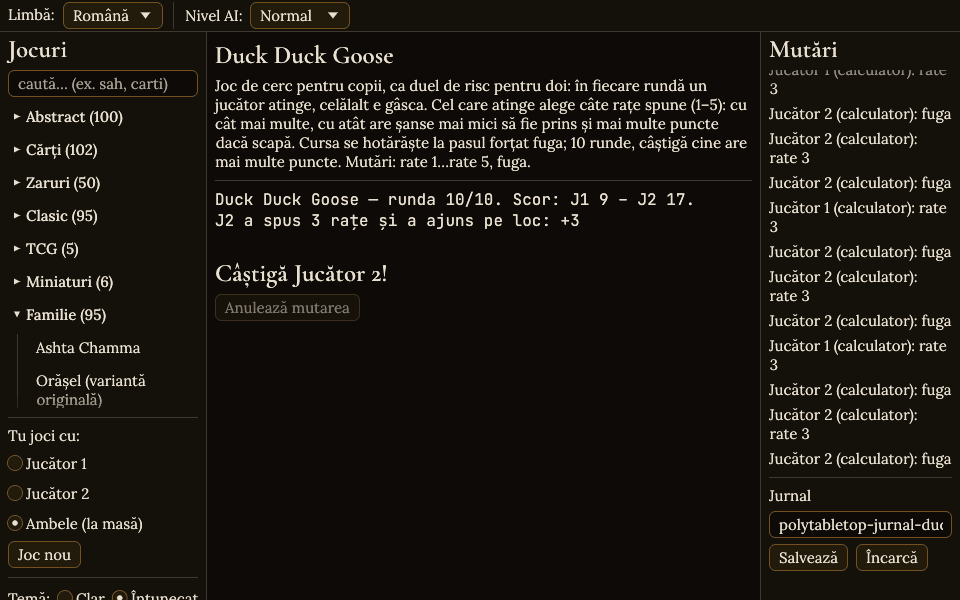 Limbă: Română Nivel AI: Normal
Jocuri
caută... (ex. sah, carti)
Abstract (100)
Cărți (102)
Zaruri (50)
Clasic (95)
TCG (5)
Miniaturi (6)
Familie (95)
Ashta Chamma
Orășel (variantă
originală)
Tu joci cu:
Jucător 1
Jucător 2
Ambele (la masă)
Joc nou
Temă: Clar Întunecat
Duck Duck Goose
Joc de cerc pentru copii, ca duel de risc pentru doi: în fiecare rundă un
jucător atinge, celălalt e gâsca. Cel care atinge alege câte rațe spune (1–5): cu
cât mai multe, cu atât are șanse mai mici să fie prins și mai multe puncte
dacă scapă. Cursa se hotărăște la pasul forțat fuga; 10 runde, câștigă cine are
mai multe puncte. Mutări: rate 1…rate 5, fuga.
Duck Duck Goose — runda 10/10. Scor: J1 9 – J2 17.
J2 a spus 3 rațe și a ajuns pe loc: +3
Câștigă Jucător 2!
Anulează mutarea
Mutări
Jucător 1 (calculator): rate
3
Jucător 2 (calculator): fuga
Jucător 2 (calculator):
rate 3
Jucător 2 (calculator): fuga
Jucător 1 (calculator): rate
3
Jucător 2 (calculator): fuga
Jucător 2 (calculator):
rate 3
Jucător 2 (calculator): fuga
Jucător 1 (calculator): rate
3
Jucător 2 (calculator): fuga
Jucător 2 (calculator):
rate 3
Jucător 2 (calculator): fuga
Jurnal
polytabletop-jurnal-duc
Salvează Încarcă